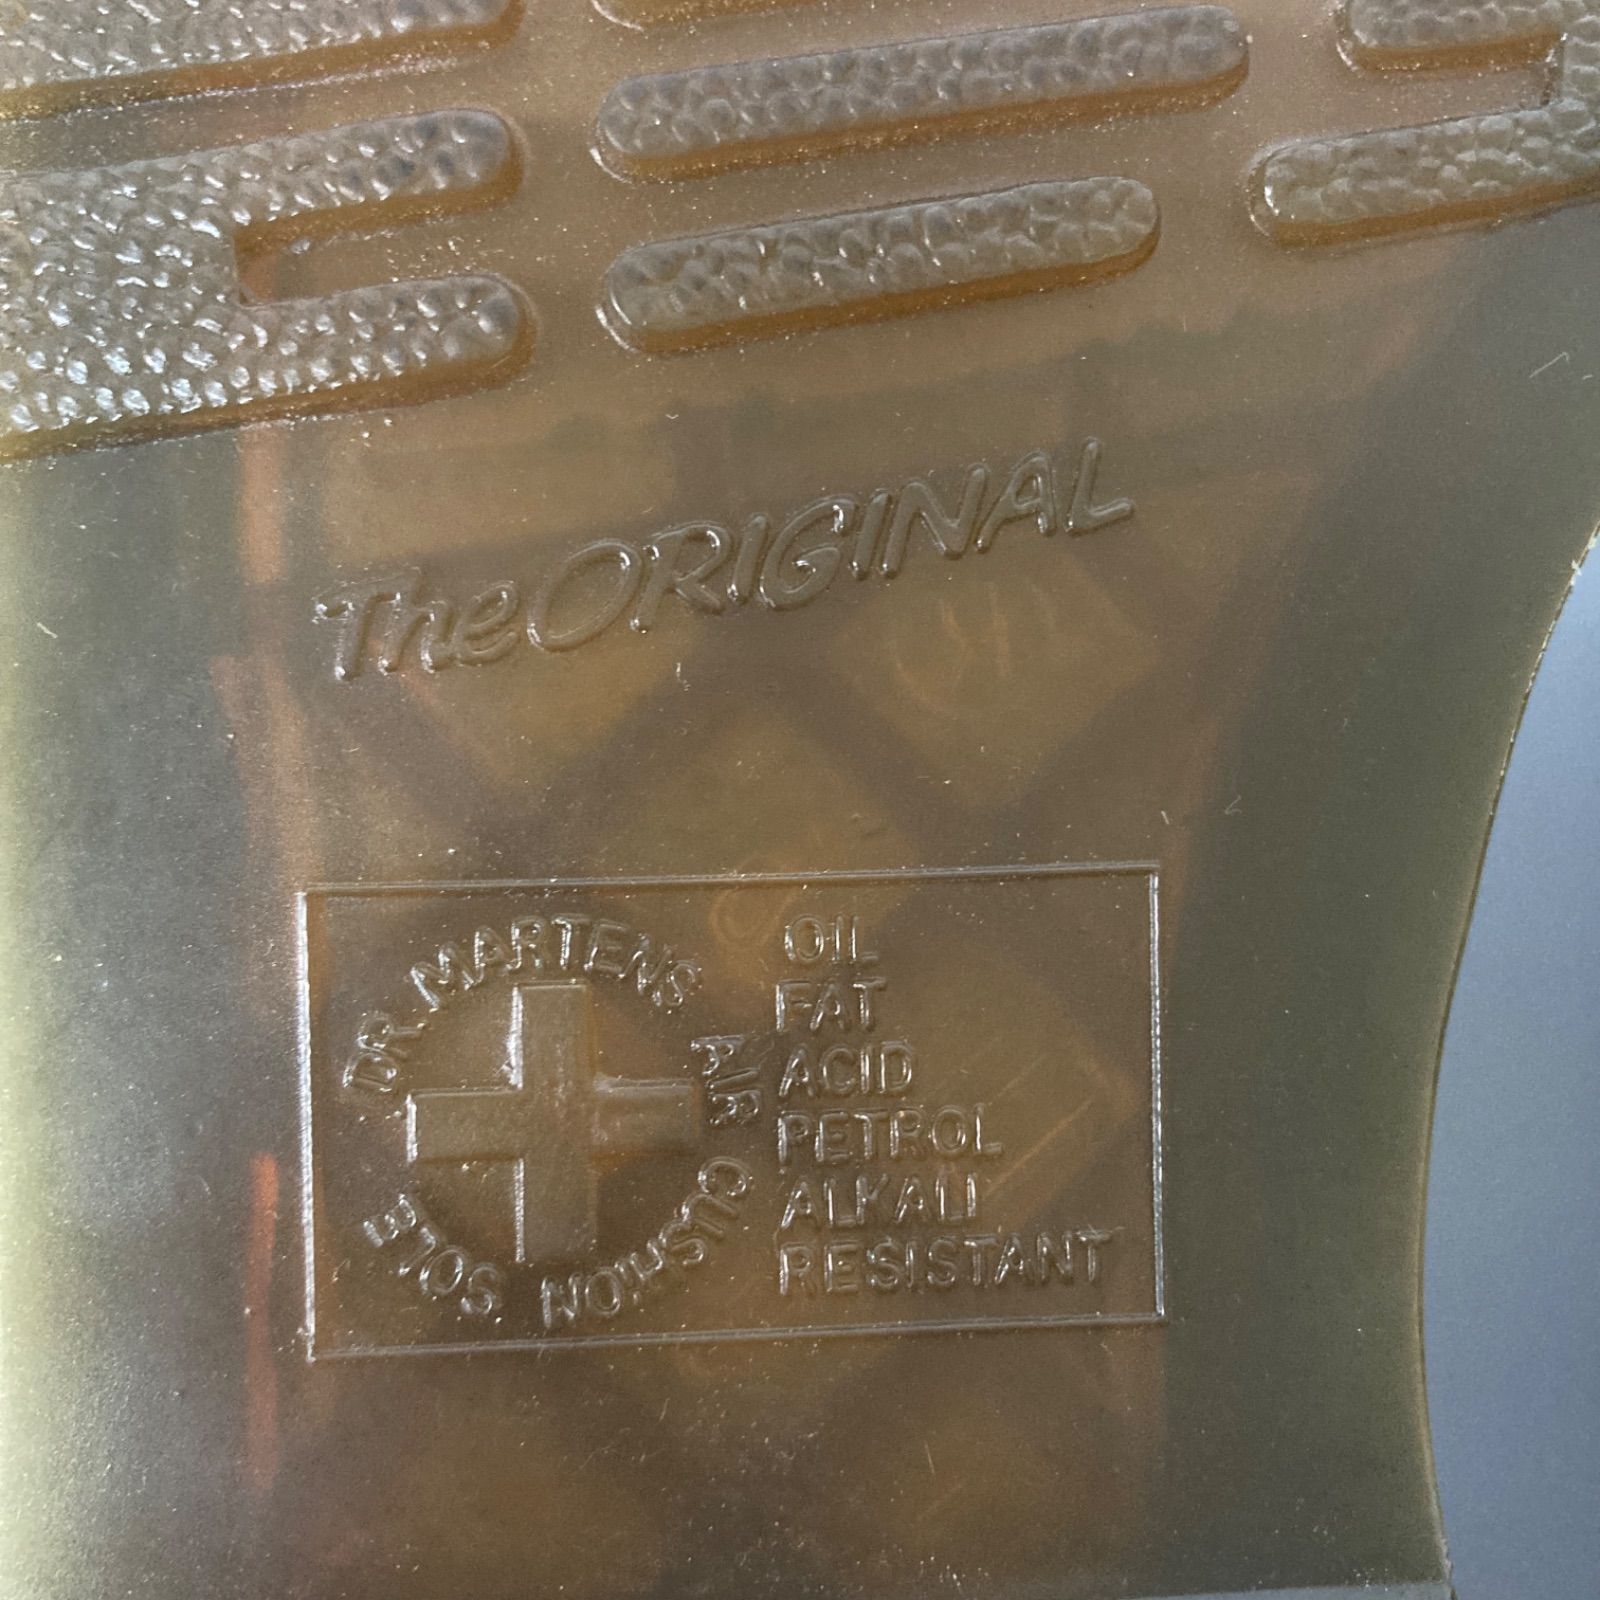 The ORIGINAL
DR. MARTENS AIR CUSHION SOLE
OIL
FAT
ACID
PETROL
ALKALI
RESISTANT